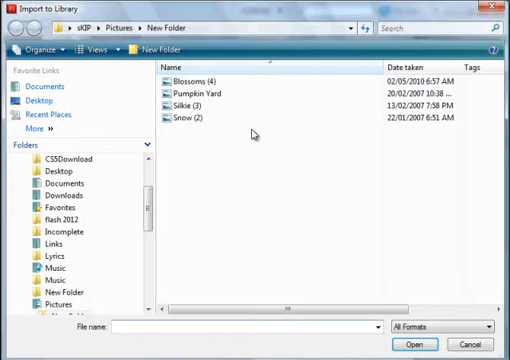 Import to Library
sKIP
Pictures
New Folder
Search
Organize
Views
New Folder
Favorite Links
Documents
Desktop
Recent Places
More
Folders
CS5Download
Desktop
Documents
Downloads
Favorites
flash 2012
Incomplete
Links
Lyrics
Music
Music
New Folder
Pictures
Name Date taken Tags
Blossoms (4) 02/05/2010 6:57 AM
Pumpkin Yard 20/02/2007 10:38 ...
Silkie (3) 13/02/2007 7:58 PM
Snow (2) 22/01/2007 6:51 AM
File name:
All Formats
Open
Cancel